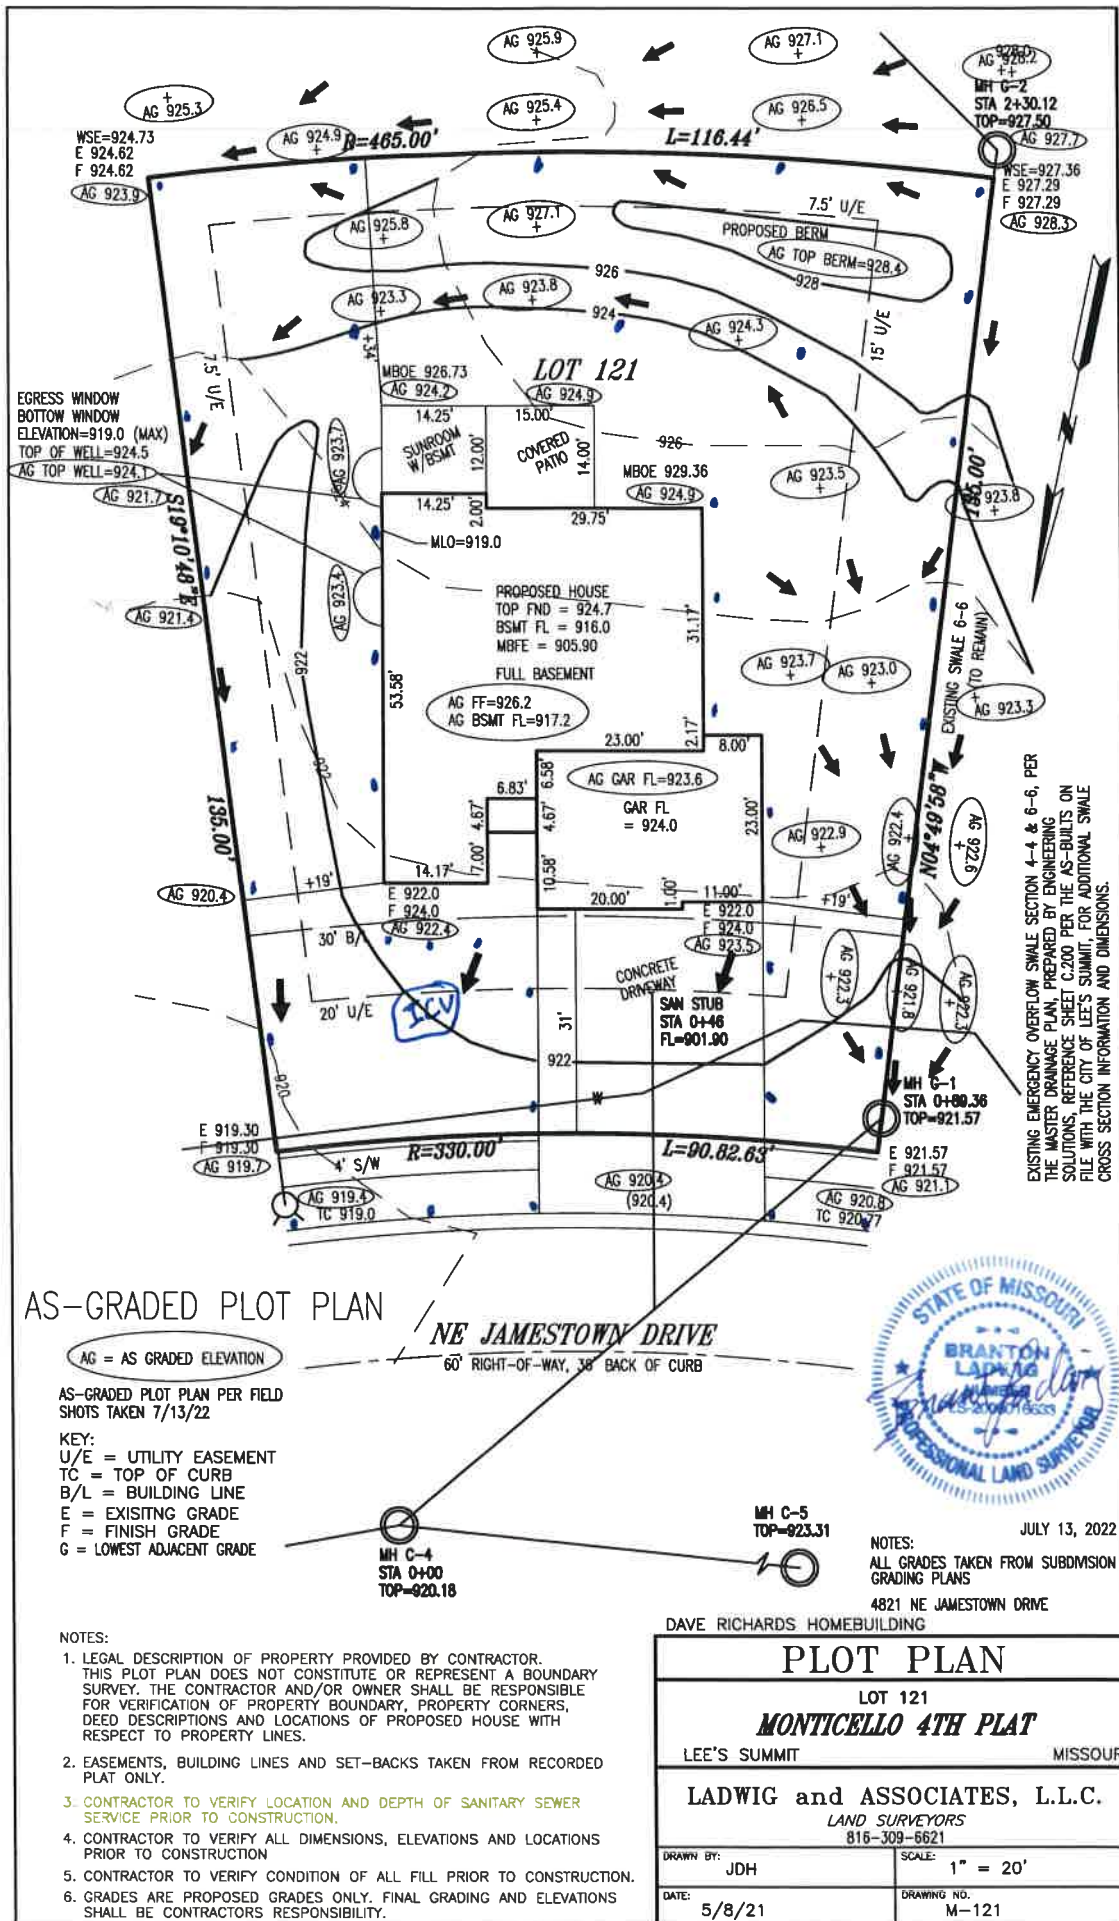 AG 925.9
AG 927.1
928.0
AG 928.2
MH G-2
STA 2+30.12
TOP=927.50
AG 925.3
AG 925.4
AG 926.5
AG 927.7
WSE=924.73
E 924.62
F 924.62
AG 923.9
AG 924.9
R=465.00'
L=116.44'
WSE=927.36
E 927.29
F 927.29
AG 928.3
7.5' U/E
AG 925.8
AG 927.1
PROPOSED BERM
AG TOP BERM=928.4
926
928
AG 923.3
AG 923.8
924
AG 924.3
15' U/E
+34'
7.5' U/E
LOT 121
MBOE 926.73
AG 924.2
AG 924.9
EGRESS WINDOW
BOTTOW WINDOW
ELEVATION=919.0 (MAX)
TOP OF WELL=924.5
AG TOP WELL=924.1
AG 921.7
14.25'
15.00'
SUNROOM
W/BSMT
12.00'
COVERED
PATIO
14.00'
926
MBOE 929.36
AG 924.9
AG 923.5
AG 923.7
195.00'
923.8
14.25'
2.00'
29.75'
MLO=919.0
S19°10'48"E
AG 921.4
AG 923.4
PROPOSED HOUSE
TOP FND = 924.7
BSMT FL = 916.0
MBFE = 905.90
FULL BASEMENT
31.17'
922
53.58'
AG FF=926.2
AG BSMT FL=917.2
AG 923.7
AG 923.0
EXISTING SWALE 6-6
(TO REMAIN)
AG 923.3
23.00'
2.17'
8.00'
922
6.58'
AG GAR FL=923.6
GAR FL
= 924.0
6.83'
4.67'
4.67'
23.00'
135.00'
AG 922.9
AG 922.4
AG 922.6
N04°49'58"W
7.00'
14.17'
10.58'
20.00'
1.00'
11.00'
AG 920.4
+19'
E 922.0
F 924.0
AG 922.4
E 922.0
F 924.0
AG 923.5
+19'
30' B/L
CONCRETE
DRIVEWAY
AG 922.3
AG 921.8
AG 922.3
20' U/E
ICV
31'
SAN STUB
STA 0+46
FL=901.90
922
920
W
MH G-1
STA 0+89.36
TOP=921.57
EXISTING EMERGENCY OVERFLOW SWALE SECTION 4-4 & 6-6, PER
THE MASTER DRAINAGE PLAN, PREPARED BY ENGINEERING
SOLUTIONS, REFERENCE SHEET C.200 PER THE AS-BUILTS ON
FILE WITH THE CITY OF LEE'S SUMMIT, FOR ADDITIONAL SWALE
CROSS SECTION INFORMATION AND DIMENSIONS.
E 919.30
F 919.30
AG 919.7
4' S/W
R=330.00'
L=90.82.63'
E 921.57
F 921.57
AG 921.1
AG 919.4
TC 919.0
AG 920.4
(920.4)
AG 920.8
TC 920.77
AS-GRADED PLOT PLAN
NE JAMESTOWN DRIVE
60' RIGHT-OF-WAY, 38' BACK OF CURB
AG = AS GRADED ELEVATION
AS-GRADED PLOT PLAN PER FIELD
SHOTS TAKEN 7/13/22
KEY:
U/E = UTILITY EASEMENT
TC = TOP OF CURB
B/L = BUILDING LINE
E = EXISITNG GRADE
F = FINISH GRADE
G = LOWEST ADJACENT GRADE
STATE OF MISSOURI
BRANTON
LADWIG
NUMBER
PROFESSIONAL LAND SURVEYOR
MH C-4
STA 0+00
TOP=920.18
MH C-5
TOP=923.31
JULY 13, 2022
NOTES:
ALL GRADES TAKEN FROM SUBDIVISION
GRADING PLANS
4821 NE JAMESTOWN DRIVE
DAVE RICHARDS HOMEBUILDING
NOTES:
1. LEGAL DESCRIPTION OF PROPERTY PROVIDED BY CONTRACTOR.
THIS PLOT PLAN DOES NOT CONSTITUTE OR REPRESENT A BOUNDARY
SURVEY. THE CONTRACTOR AND/OR OWNER SHALL BE RESPONSIBLE
FOR VERIFICATION OF PROPERTY BOUNDARY, PROPERTY CORNERS,
DEED DESCRIPTIONS AND LOCATIONS OF PROPOSED HOUSE WITH
RESPECT TO PROPERTY LINES.
2. EASEMENTS, BUILDING LINES AND SET-BACKS TAKEN FROM RECORDED
PLAT ONLY.
3. CONTRACTOR TO VERIFY LOCATION AND DEPTH OF SANITARY SEWER
SERVICE PRIOR TO CONSTRUCTION.
4. CONTRACTOR TO VERIFY ALL DIMENSIONS, ELEVATIONS AND LOCATIONS
PRIOR TO CONSTRUCTION
5. CONTRACTOR TO VERIFY CONDITION OF ALL FILL PRIOR TO CONSTRUCTION.
6. GRADES ARE PROPOSED GRADES ONLY. FINAL GRADING AND ELEVATIONS
SHALL BE CONTRACTORS RESPONSIBILITY.
PLOT PLAN
LOT 121
MONTICELLO 4TH PLAT
LEE'S SUMMIT
MISSOUR
LADWIG and ASSOCIATES, L.L.C.
LAND SURVEYORS
816-309-6621
DRAWN BY:
JDH
SCALE:
1" = 20'
DATE:
5/8/21
DRAWING NO.
M-121